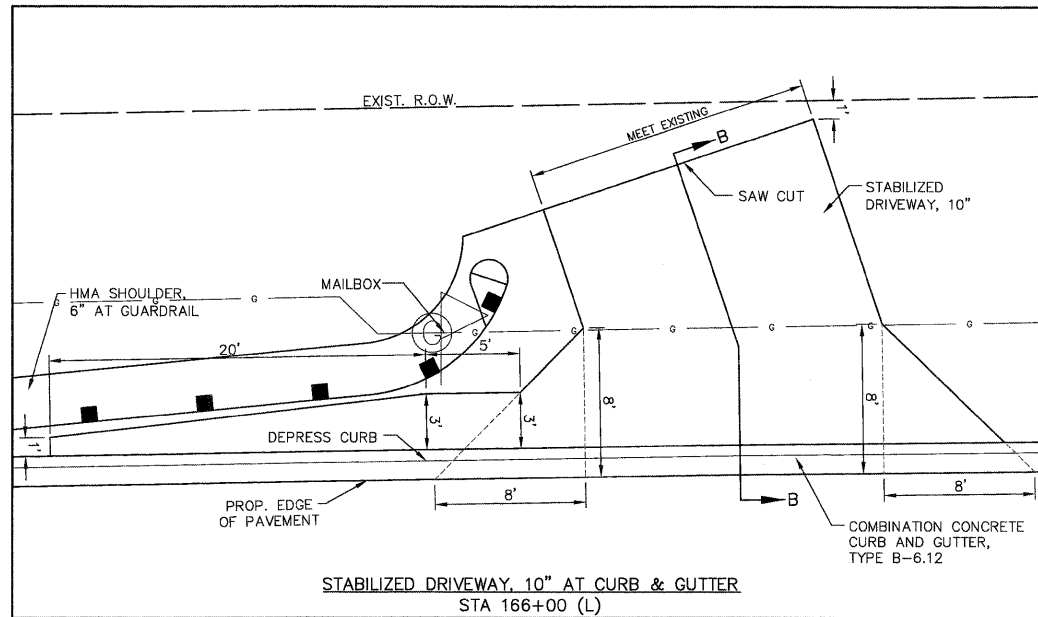 EXIST. R.O.W.
1'
MEET EXISTING
B
SAW CUT
STABILIZED
DRIVEWAY, 10"
HMA SHOULDER,
6" AT GUARDRAIL
G
G
G
MAILBOX
G
G
G
G
G
G
G
20'
5'
8'
8'
3'
3'
1'
DEPRESS CURB
8'
8'
PROP. EDGE
OF PAVEMENT
B
COMBINATION CONCRETE
CURB AND GUTTER,
TYPE B-6.12
STABILIZED DRIVEWAY, 10" AT CURB & GUTTER
STA 166+00 (L)